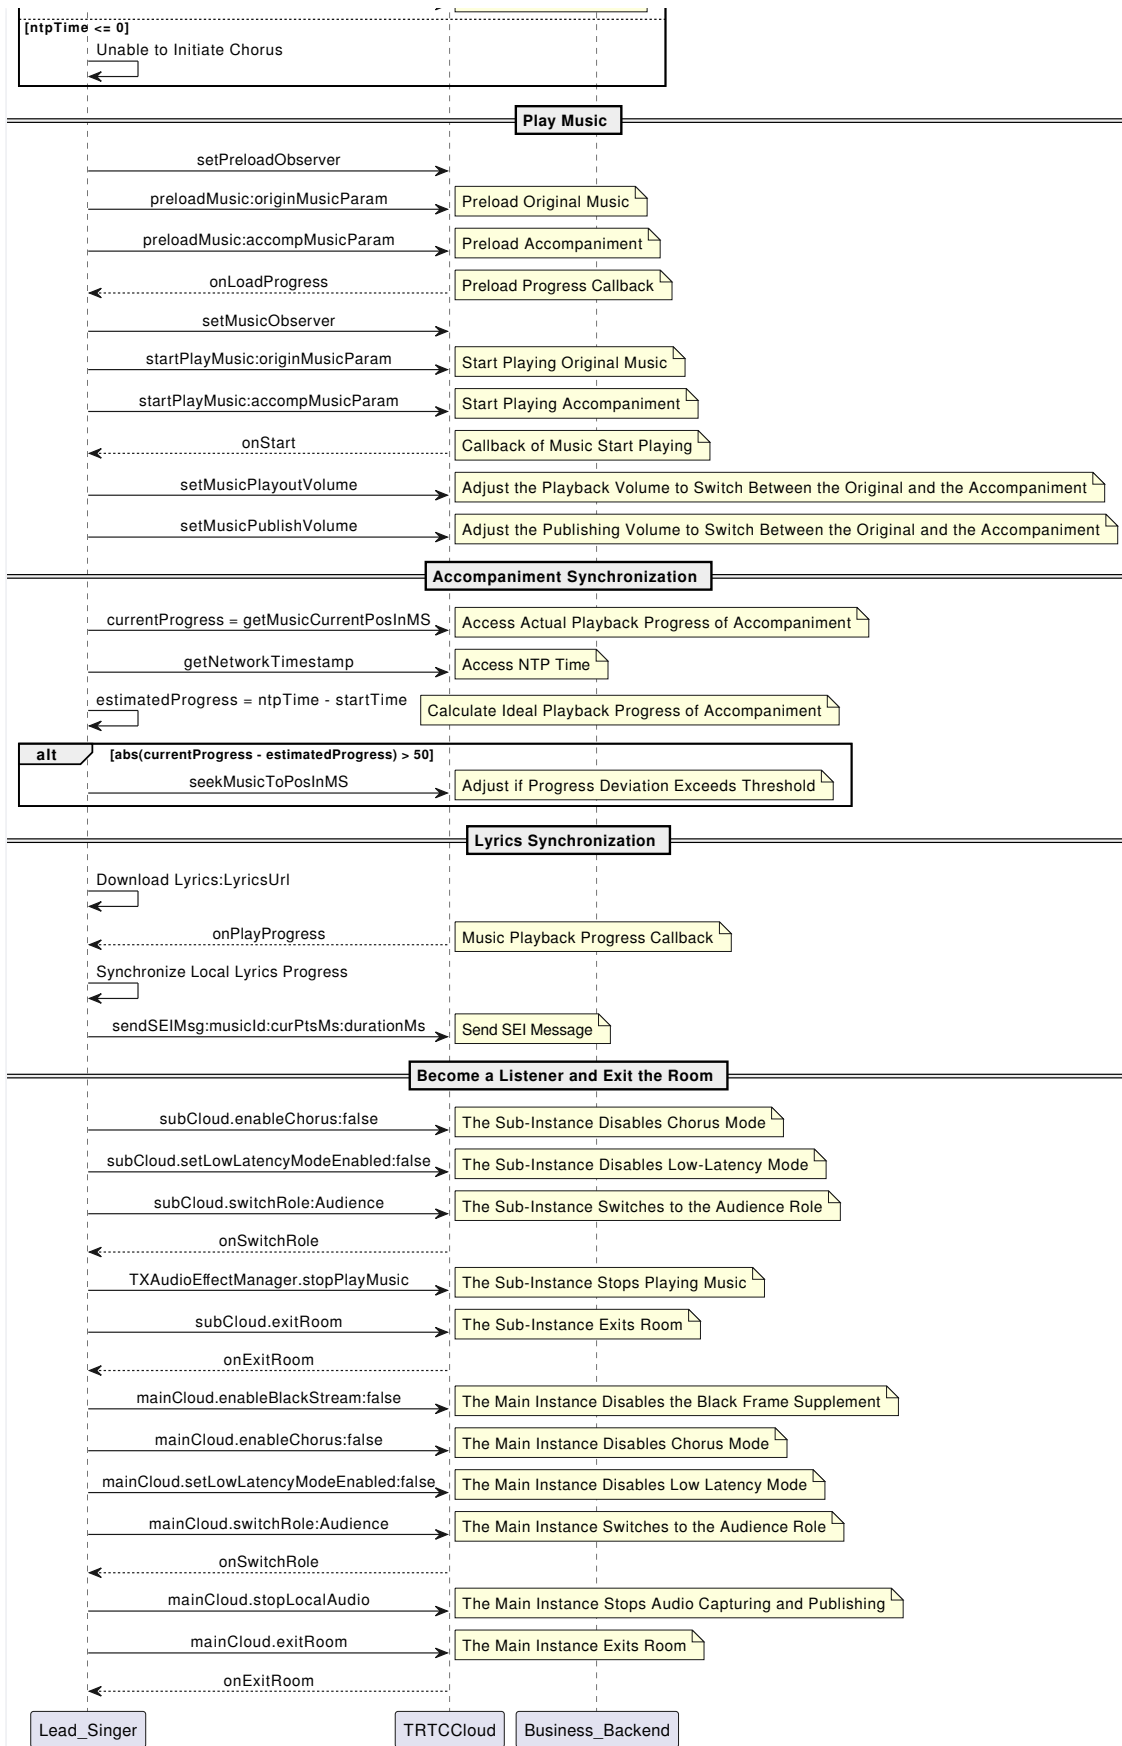 [ntpTime <= 0]
Unable to Initiate Chorus
Play Music
setPreloadObserver
preloadMusic:originMusicParam
Preload Original Music
preloadMusic:accompMusicParam
Preload Accompaniment
onLoadProgress
Preload Progress Callback
setMusicObserver
startPlayMusic:originMusicParam
Start Playing Original Music
startPlayMusic:accompMusicParam
Start Playing Accompaniment
onStart
Callback of Music Start Playing
setMusicPlayoutVolume
Adjust the Playback Volume to Switch Between the Original and the Accompaniment
setMusicPublishVolume
Adjust the Publishing Volume to Switch Between the Original and the Accompaniment
Accompaniment Synchronization
currentProgress = getMusicCurrentPosInMS
Access Actual Playback Progress of Accompaniment
getNetworkTimestamp
Access NTP Time
estimatedProgress = ntpTime - startTime
Calculate Ideal Playback Progress of Accompaniment
alt
[abs(currentProgress - estimatedProgress) > 50]
seekMusicToPosInMS
Adjust if Progress Deviation Exceeds Threshold
Lyrics Synchronization
Download Lyrics:LyricsUrl
onPlayProgress
Music Playback Progress Callback
Synchronize Local Lyrics Progress
sendSEIMsg:musicId:curPtsMs:durationMs
Send SEI Message
Become a Listener and Exit the Room
subCloud.enableChorus:false
The Sub-Instance Disables Chorus Mode
subCloud.setLowLatencyModeEnabled:false
The Sub-Instance Disables Low-Latency Mode
subCloud.switchRole:Audience
The Sub-Instance Switches to the Audience Role
onSwitchRole
TXAudioEffectManager.stopPlayMusic
The Sub-Instance Stops Playing Music
subCloud.exitRoom
The Sub-Instance Exits Room
onExitRoom
mainCloud.enableBlackStream:false
The Main Instance Disables the Black Frame Supplement
mainCloud.enableChorus:false
The Main Instance Disables Chorus Mode
mainCloud.setLowLatencyModeEnabled:false
The Main Instance Disables Low Latency Mode
mainCloud.switchRole:Audience
The Main Instance Switches to the Audience Role
onSwitchRole
mainCloud.stopLocalAudio
The Main Instance Stops Audio Capturing and Publishing
mainCloud.exitRoom
The Main Instance Exits Room
onExitRoom
Lead_Singer
TRTCCloud
Business_Backend